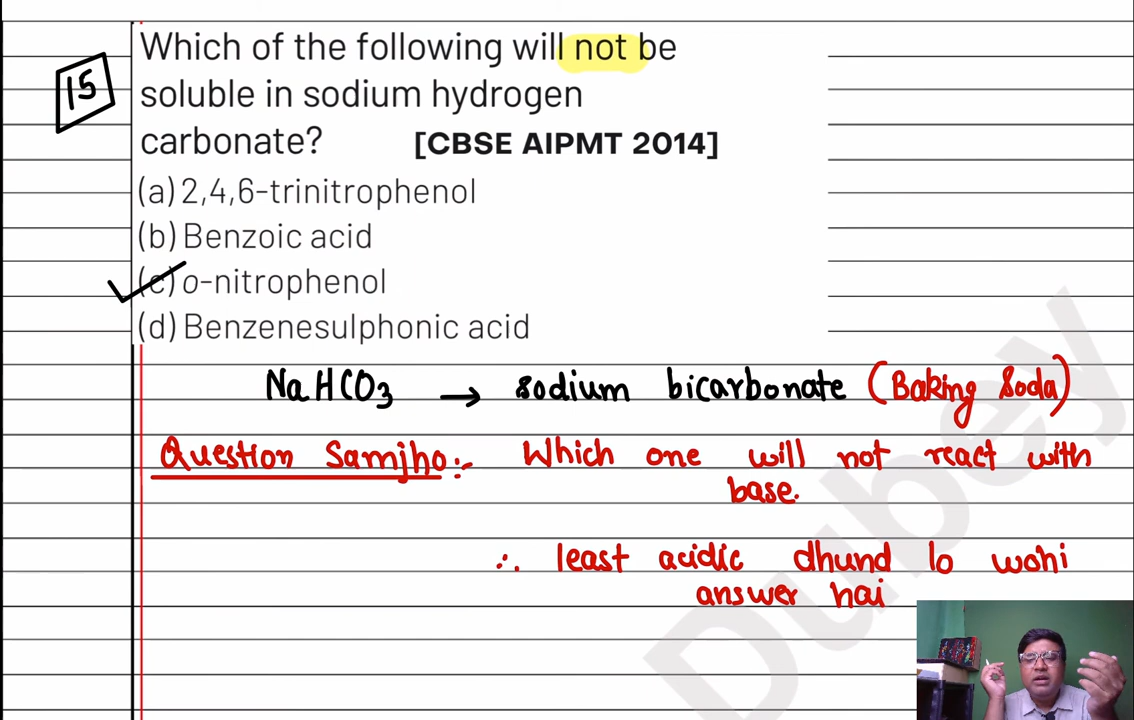 15
Which of the following will not be
soluble in sodium hydrogen
carbonate? [CBSE AIPMT 2014]
(a) 2,4,6-trinitrophenol
(b) Benzoic acid
(c) o-nitrophenol
(d) Benzenesulphonic acid
NaHCO3 → sodium bicarbonate (Baking Soda)
Question Samjho:- Which one will not react with
base.
∴ least acidic dhund lo wohi
answer hai
Dubey